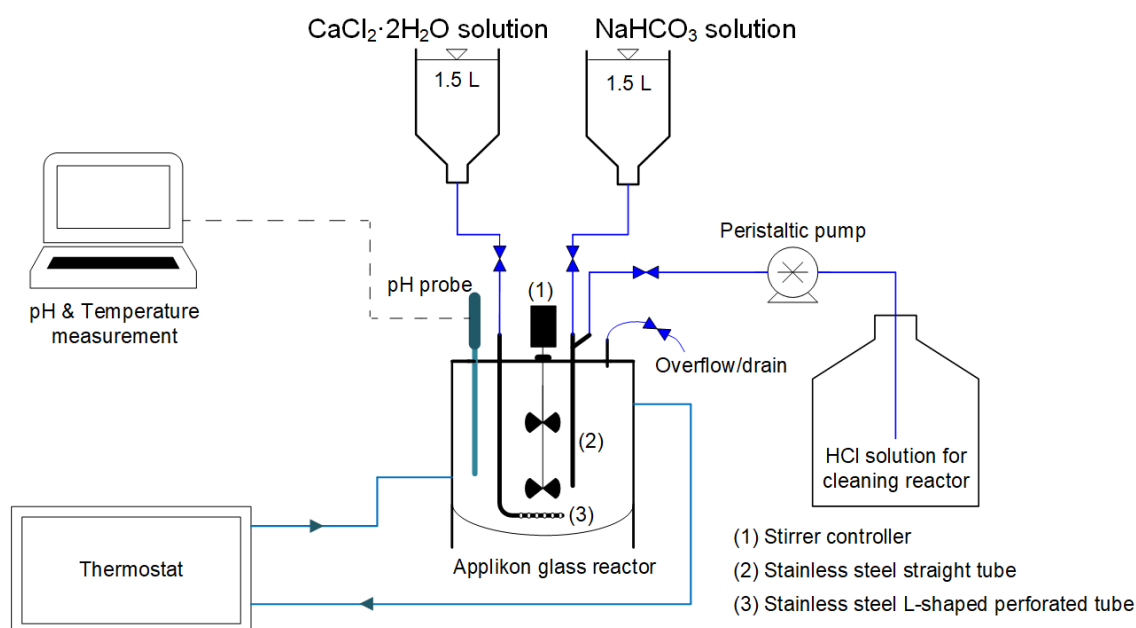 CaCl₂·2H₂O solution
NaHCO₃ solution
1.5 L
1.5 L
Peristaltic pump
pH probe
(1)
pH & Temperature
measurement
Overflow/drain
(2)
HCl solution for
cleaning reactor
(3)
Thermostat
Applikon glass reactor
(1) Stirrer controller
(2) Stainless steel straight tube
(3) Stainless steel L-shaped perforated tube